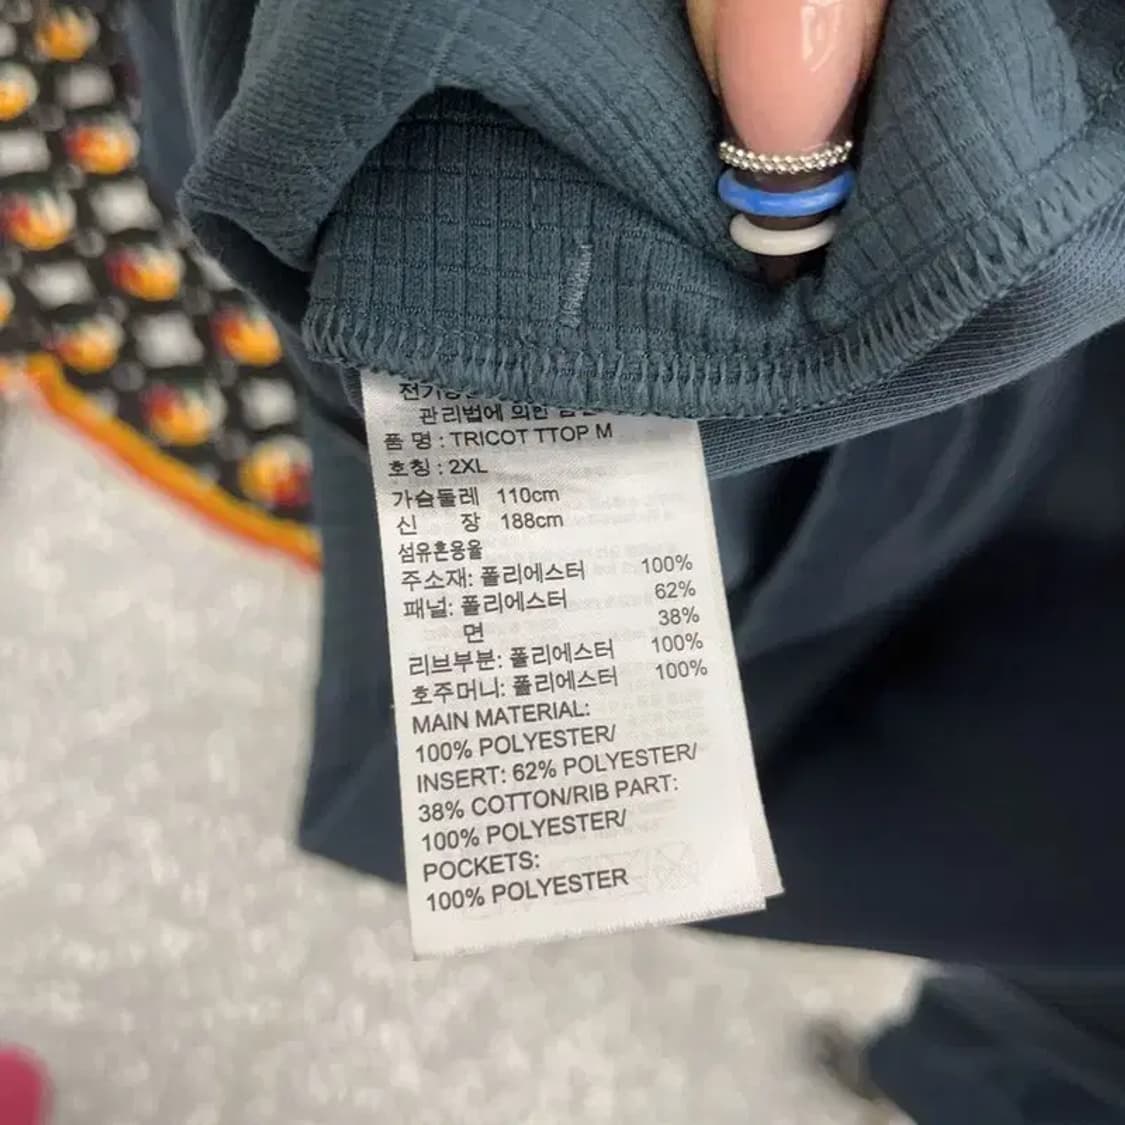 관리법에 의한
품 명 : TRICOT TTOP M
호칭 : 2XL
가슴둘레 110cm
신 장 188cm
섬유혼용율
주소재: 폴리에스터 100%
패널: 폴리에스터 62%
면 38%
리브부분: 폴리에스터 100%
호주머니: 폴리에스터 100%
MAIN MATERIAL:
100% POLYESTER/
INSERT: 62% POLYESTER/
38% COTTON/RIB PART:
100% POLYESTER/
POCKETS:
100% POLYESTER